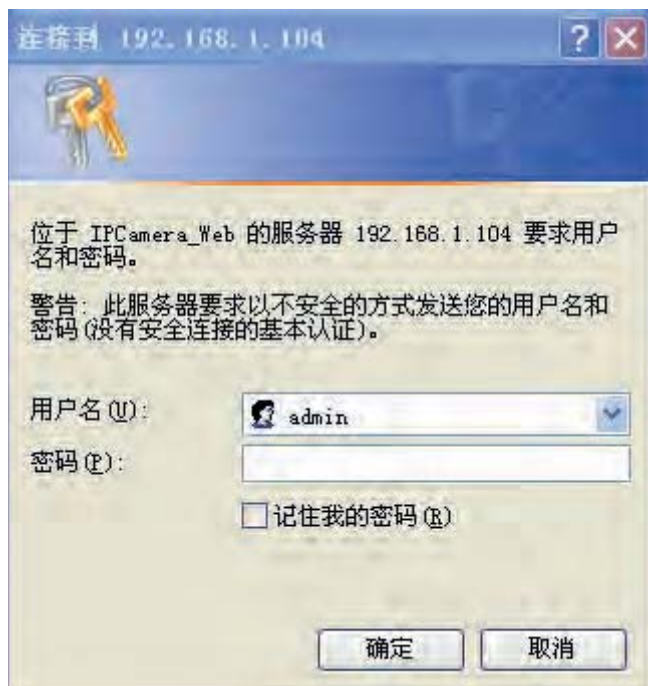 连接到 192.168.1.104
位于 IPCamera_Web 的服务器 192.168.1.104 要求用户
名和密码。
警告: 此服务器要求以不安全的方式发送您的用户名和
密码(没有安全连接的基本认证)。
用户名(U):
admin
密码(P):
记住我的密码(R)
确定
取消